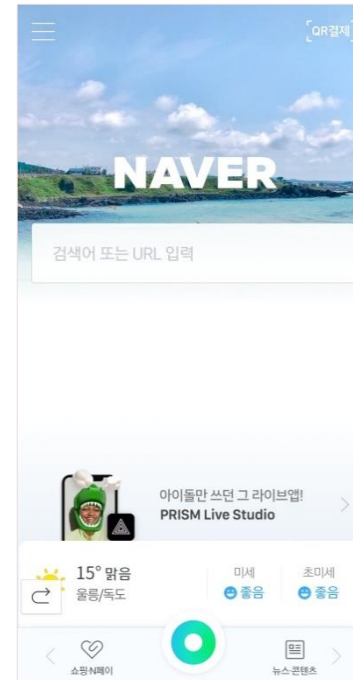 QR결제
NAVER
검색어 또는 URL 입력
아이돌만 쓰던 그 라이브앱!
PRISM Live Studio
15° 맑음
울릉/독도
미세
좋음
초미세
좋음
쇼핑·N페이
뉴스·콘텐츠